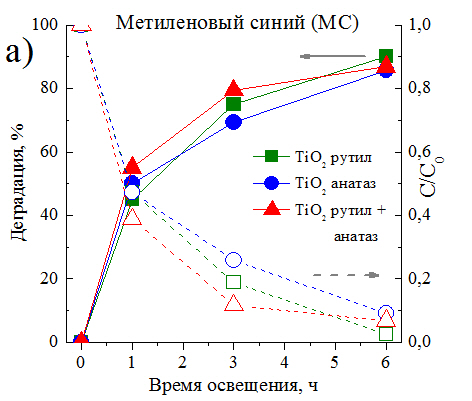 Метиленовый синий (МС)
а)
100
80
60
40
20
0
Деградация, %
1,0
0,8
0,6
0,4
0,2
0,0
C/C0
TiO2 рутил
TiO2 анатаз
TiO2 рутил +
анатаз
0 1 2 3 4 5 6
Время освещения, ч